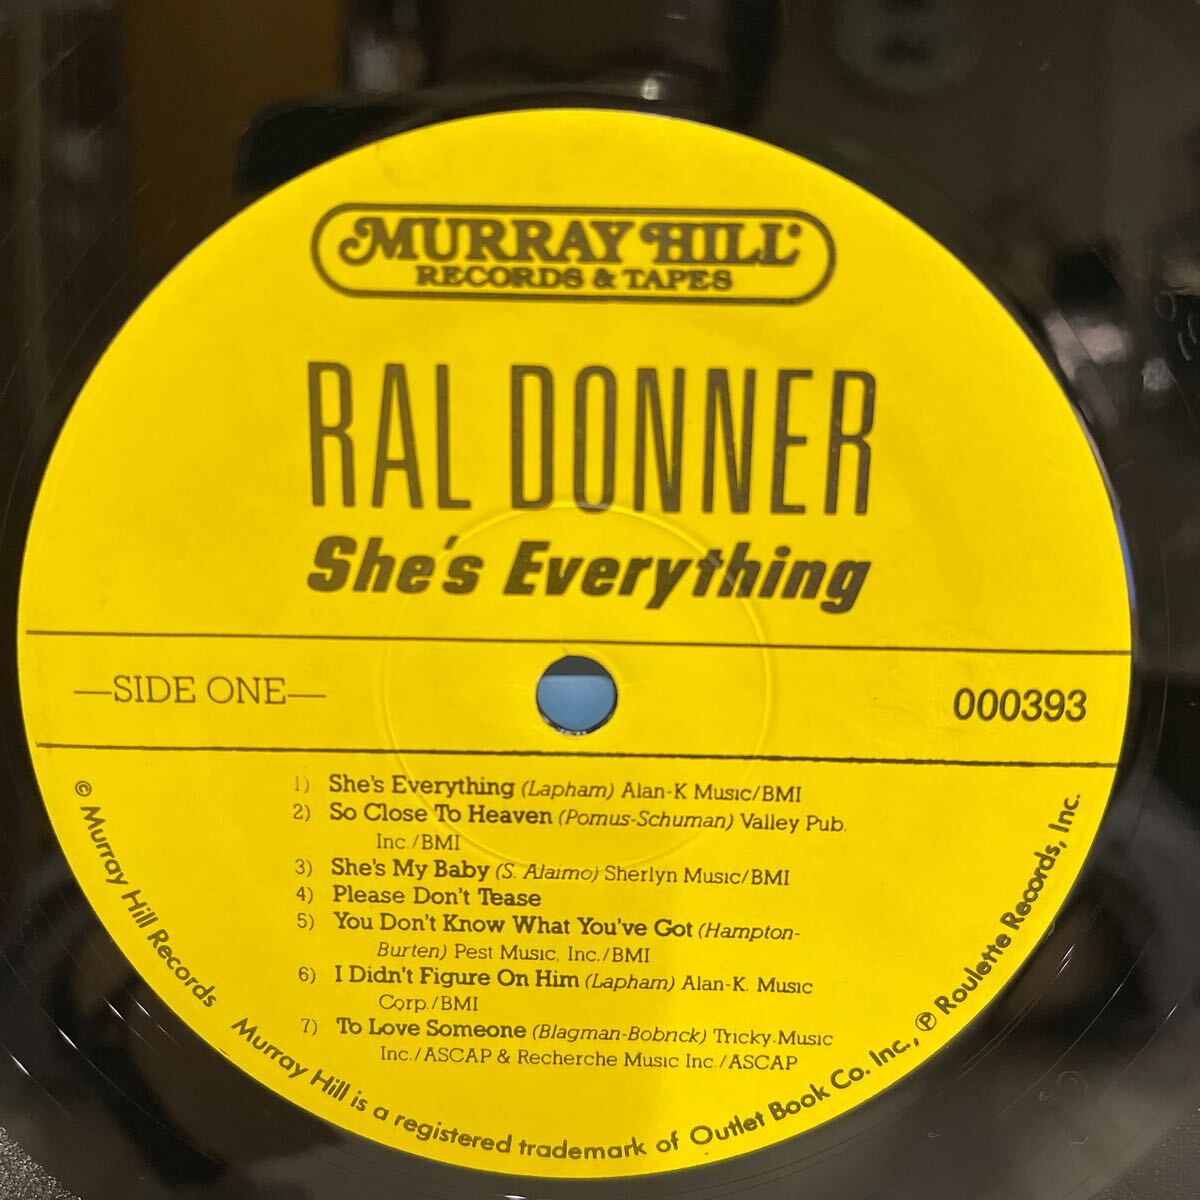 MURRAY HILL
RECORDS & TAPES
RAL DONNER
She's Everything
—SIDE ONE—
000393
1) She's Everything (Lapham) Alan-K Music/BMI
2) So Close To Heaven (Pomus-Schuman) Valley Pub.
Inc./BMI
3) She's My Baby (S. Alaimo) Sherlyn Music/BMI
4) Please Don't Tease
5) You Don't Know What You've Got (Hampton-
Burten) Pest Music, Inc./BMI
6) I Didn't Figure On Him (Lapham) Alan-K. Music
Corp./BMI
7) To Love Someone (Blagman-Bobrick) Tricky Music
Inc./ASCAP & Recherche Music Inc./ASCAP
© Murray Hill Records Murray Hill is a registered trademark of Outlet Book Co. Inc., ℗ Roulette Records, Inc.